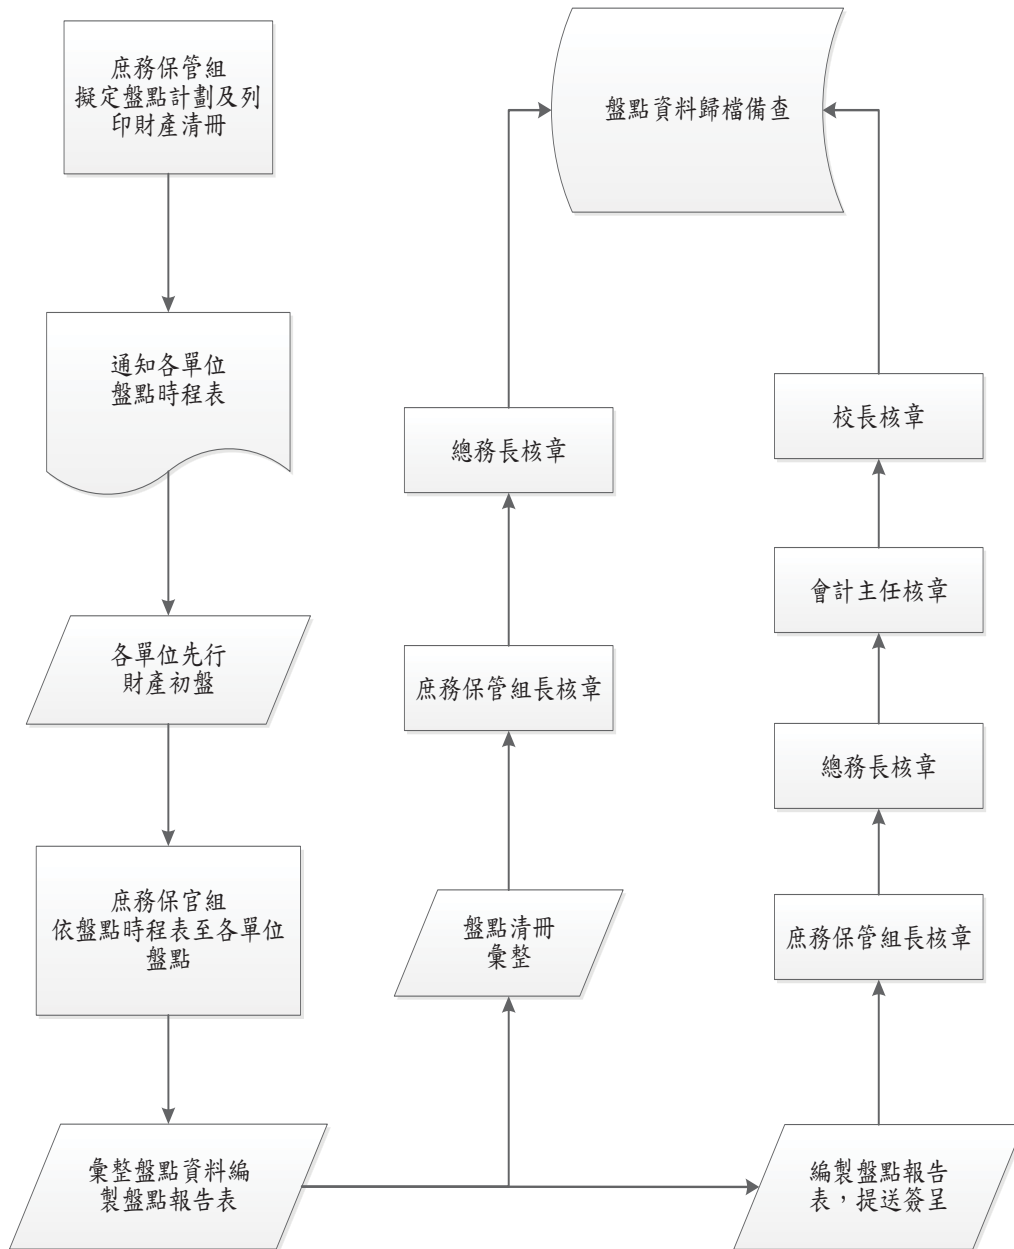 庶務保管組
擬定盤點計劃及列
印財產清冊
通知各單位
盤點時程表
各單位先行
財產初盤
庶務保官組
依盤點時程表至各單位
盤點
彙整盤點資料編
製盤點報告表
盤點清冊
彙整
庶務保管組長核章
總務長核章
編製盤點報告
表，提送簽呈
庶務保管組長核章
總務長核章
會計主任核章
校長核章
盤點資料歸檔備查